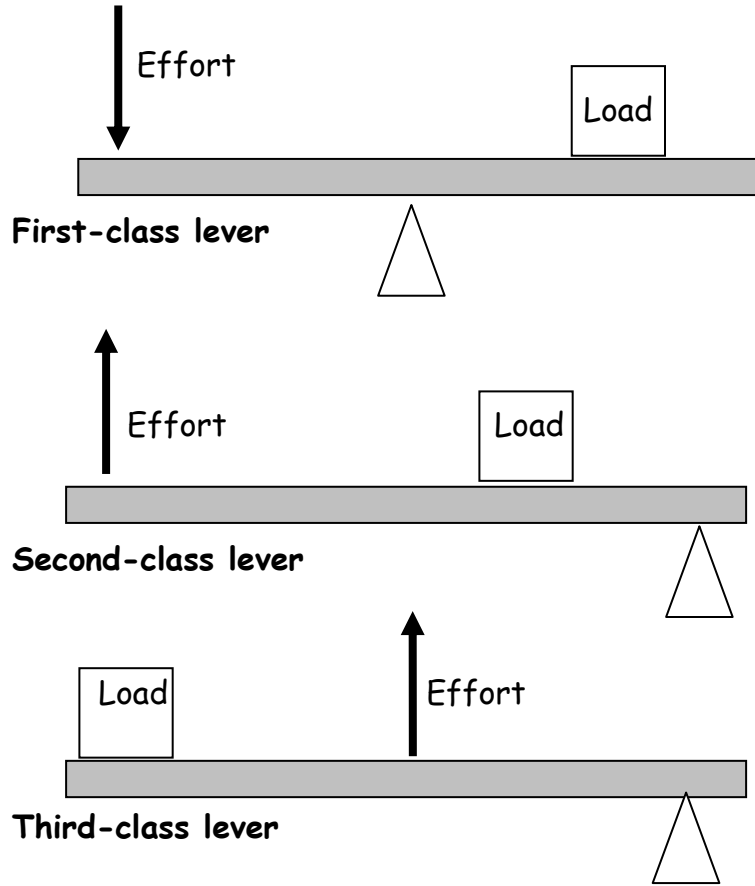 Effort
Load
First-class lever
Effort
Load
Second-class lever
Load
Effort
Third-class lever